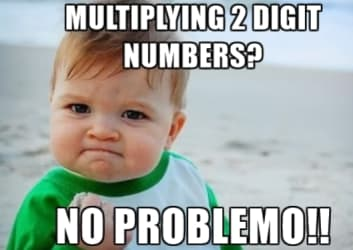 MULTIPLYING 2 DIGIT
NUMBERS?
NO PROBLEMO!!